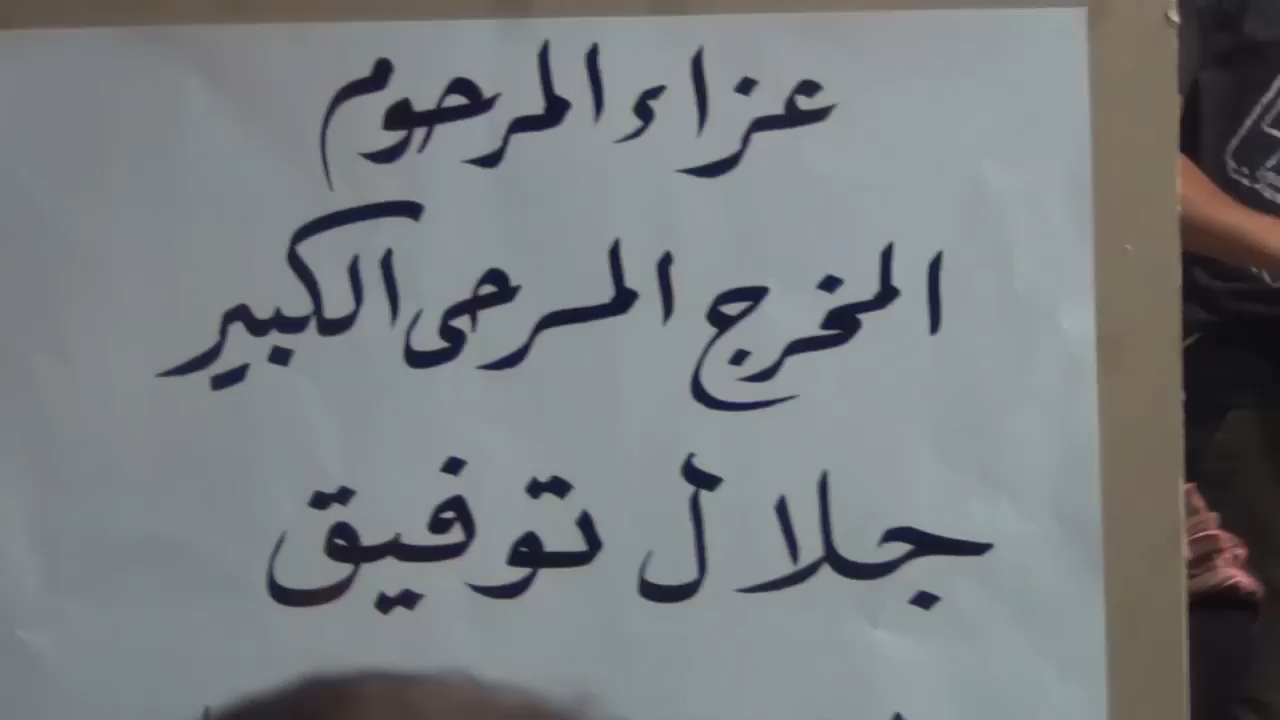 عزاء المرحوم
المخرج المسرحى الكبير
جلال توفيق